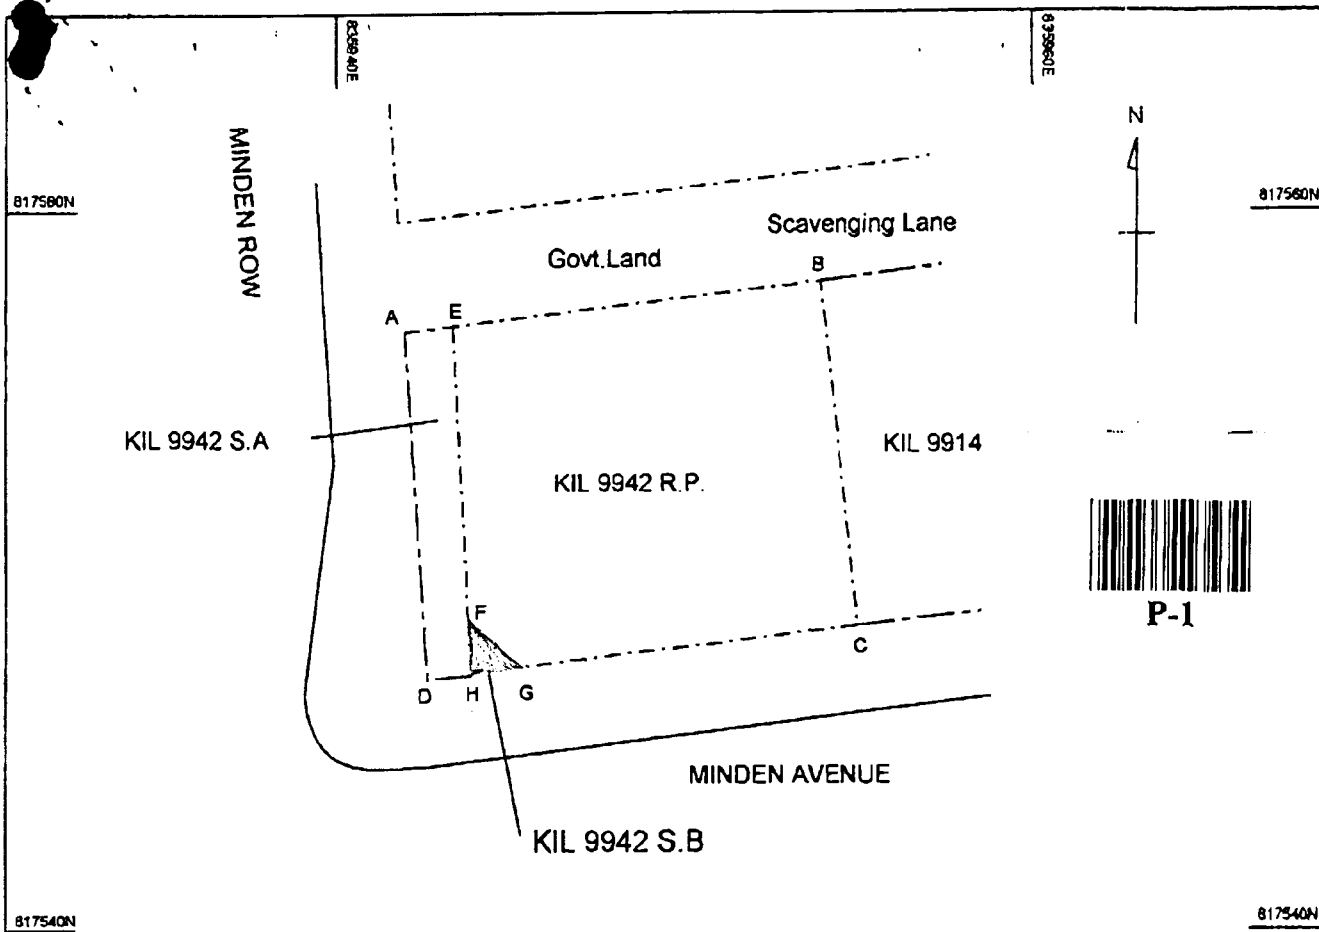 835940E
835960E
N
MINDEN ROW
817560N
817560N
Scavenging Lane
Govt.Land
B
A
E
KIL 9942 S.A
KIL 9914
KIL 9942 R.P.
P-1
F
C
D
H
G
MINDEN AVENUE
KIL 9942 S.B
817540N
817540N